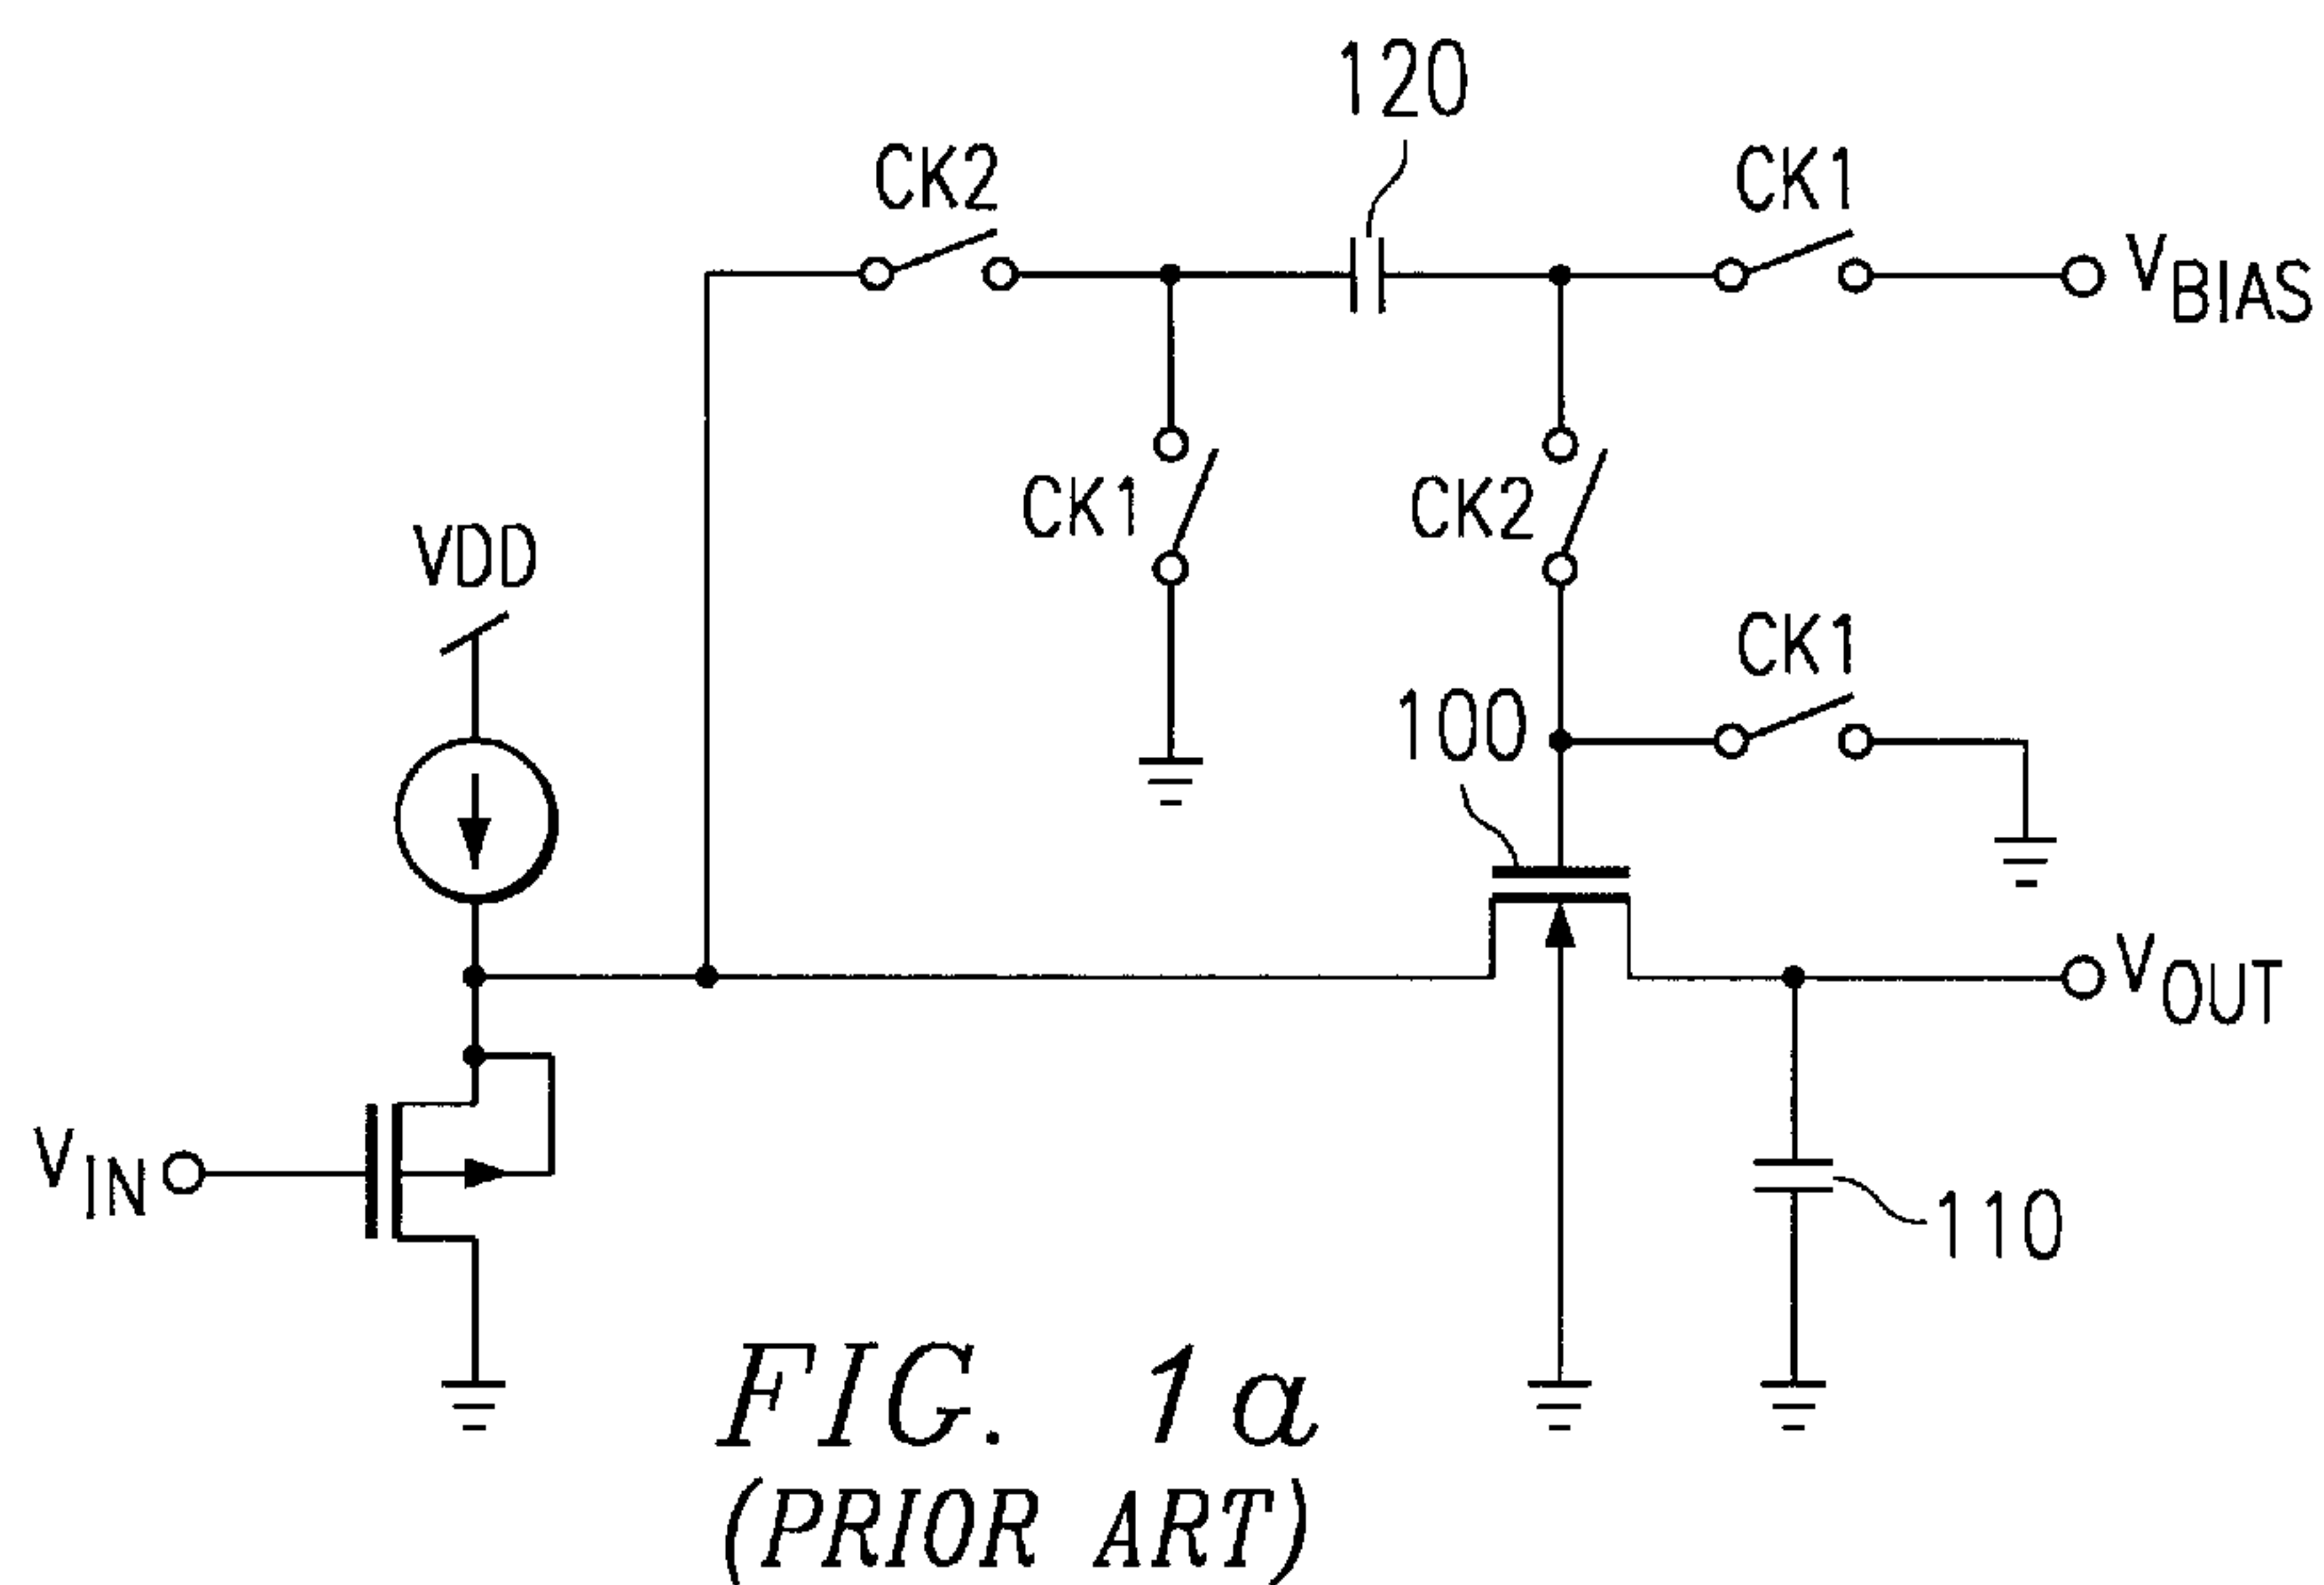 120
CK2
CK1
VBIAS
CK1
CK2
VDD
CK1
100
VOUT
VIN
110
FIG. 1a
(PRIOR ART)